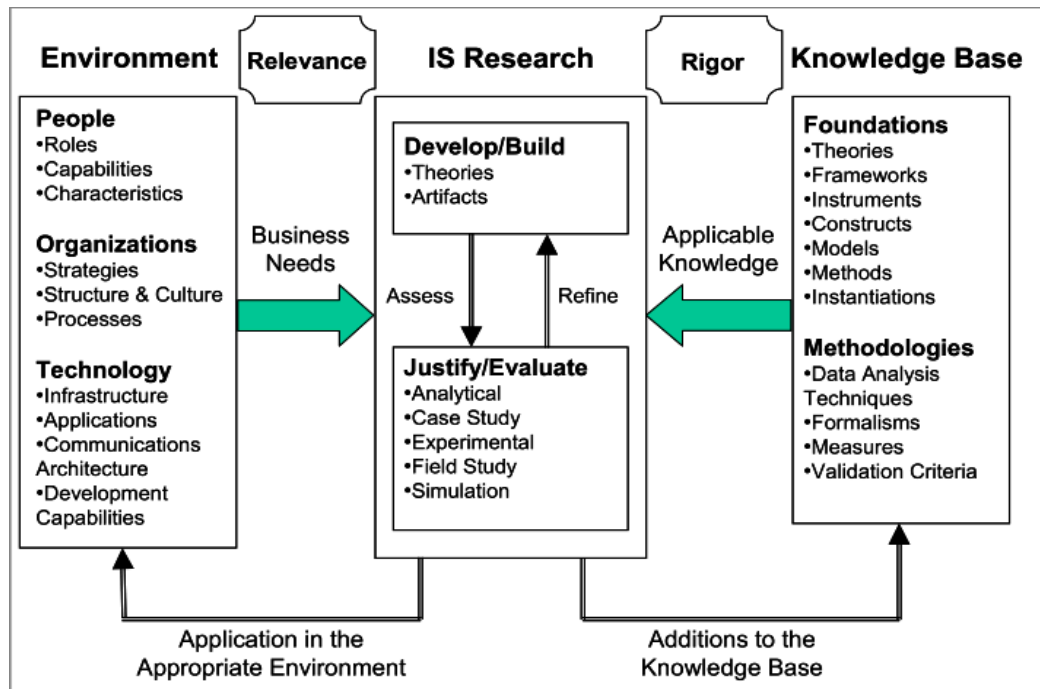 Environment
Relevance
IS Research
Rigor
Knowledge Base
People
•Roles
•Capabilities
•Characteristics
Organizations
•Strategies
•Structure & Culture
•Processes
Technology
•Infrastructure
•Applications
•Communications
Architecture
•Development
Capabilities
Business
Needs
Develop/Build
•Theories
•Artifacts
Assess
Refine
Justify/Evaluate
•Analytical
•Case Study
•Experimental
•Field Study
•Simulation
Applicable
Knowledge
Foundations
•Theories
•Frameworks
•Instruments
•Constructs
•Models
•Methods
•Instantiations
Methodologies
•Data Analysis
Techniques
•Formalisms
•Measures
•Validation Criteria
Application in the
Appropriate Environment
Additions to the
Knowledge Base